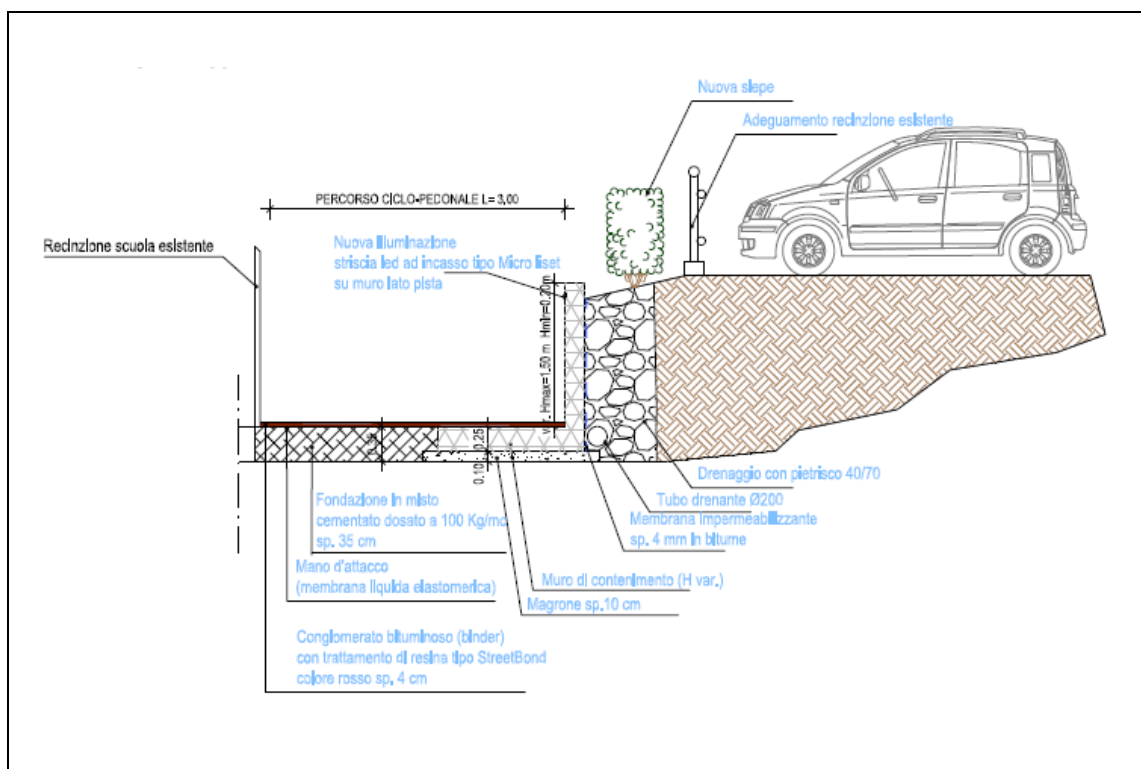 Nuova siepe
Adeguamento recinzione esistente
PERCORSO CICLO-PEDONALE L= 3,00
Recinzione scuola esistente
Nuova illuminazione
striscia led ad incasso tipo Micro liset
su muro lato pista
Hmax=1.50 m Hmin=0.20m
0.35
0.25
0.10
Drenaggio con pietrisco 40/70
Tubo drenante Ø200
Membrana impermeabilizzante
sp. 4 mm in bitume
Fondazione in misto
cementato dosato a 100 Kg/mc
sp. 35 cm
Mano d'attacco
(membrana liquida elastomerica)
Muro di contenimento (H var.)
Magrone sp.10 cm
Conglomerato bituminoso (binder)
con trattamento di resina tipo StreetBond
colore rosso sp. 4 cm